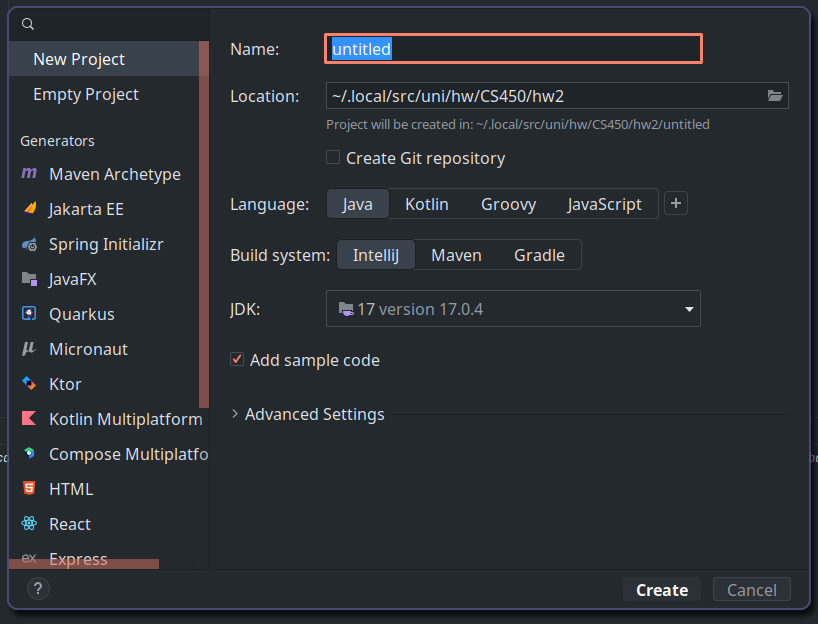 New Project
Empty Project
Generators
m Maven Archetype
Jakarta EE
Spring Initializr
JavaFX
Quarkus
μ Micronaut
Ktor
Kotlin Multiplatform
Compose Multiplatfo
5 HTML
React
ex Express
?
Name: untitled
Location: ~/.local/src/uni/hw/CS450/hw2
Project will be created in: ~/.local/src/uni/hw/CS450/hw2/untitled
Create Git repository
Language: Java Kotlin Groovy JavaScript +
Build system: IntelliJ Maven Gradle
JDK: 17 version 17.0.4
Add sample code
Advanced Settings
Create Cancel